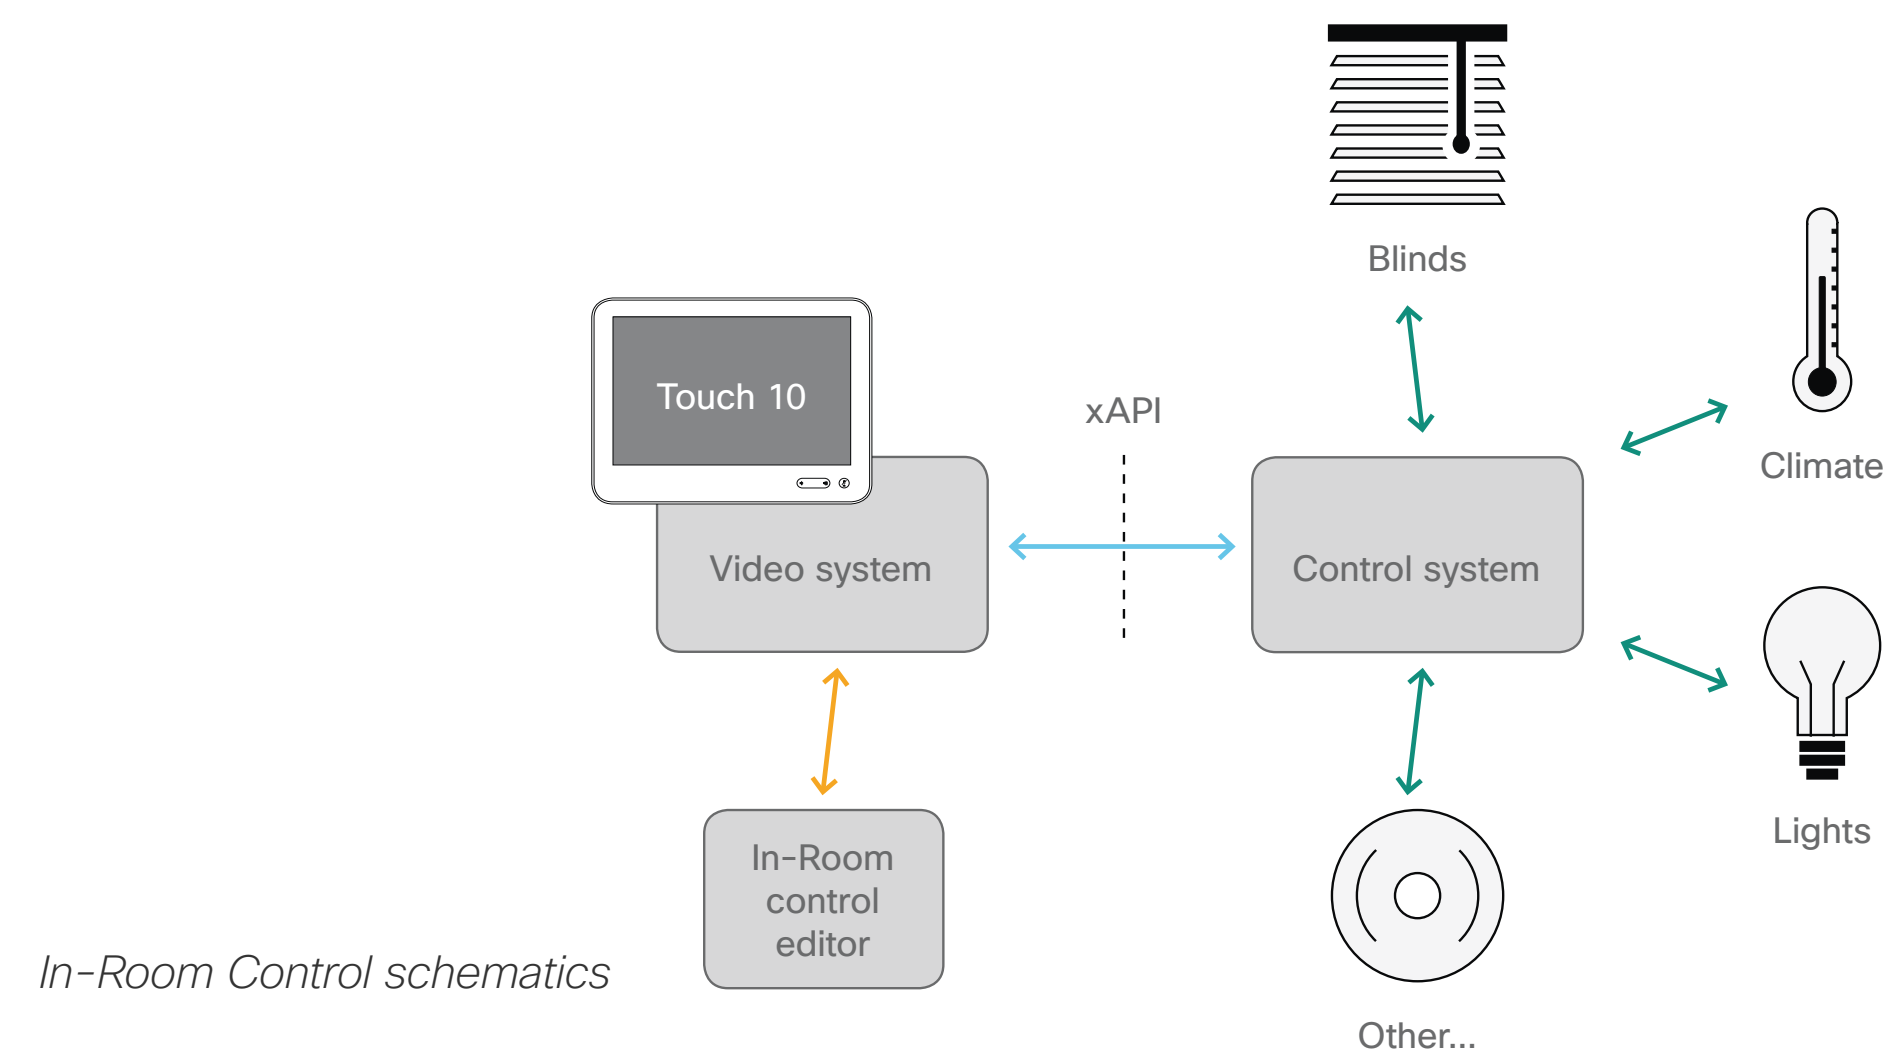 Blinds
Touch 10
xAPI
Climate
Video system
Control system
Lights
In-Room
control
editor
In-Room Control schematics
Other...